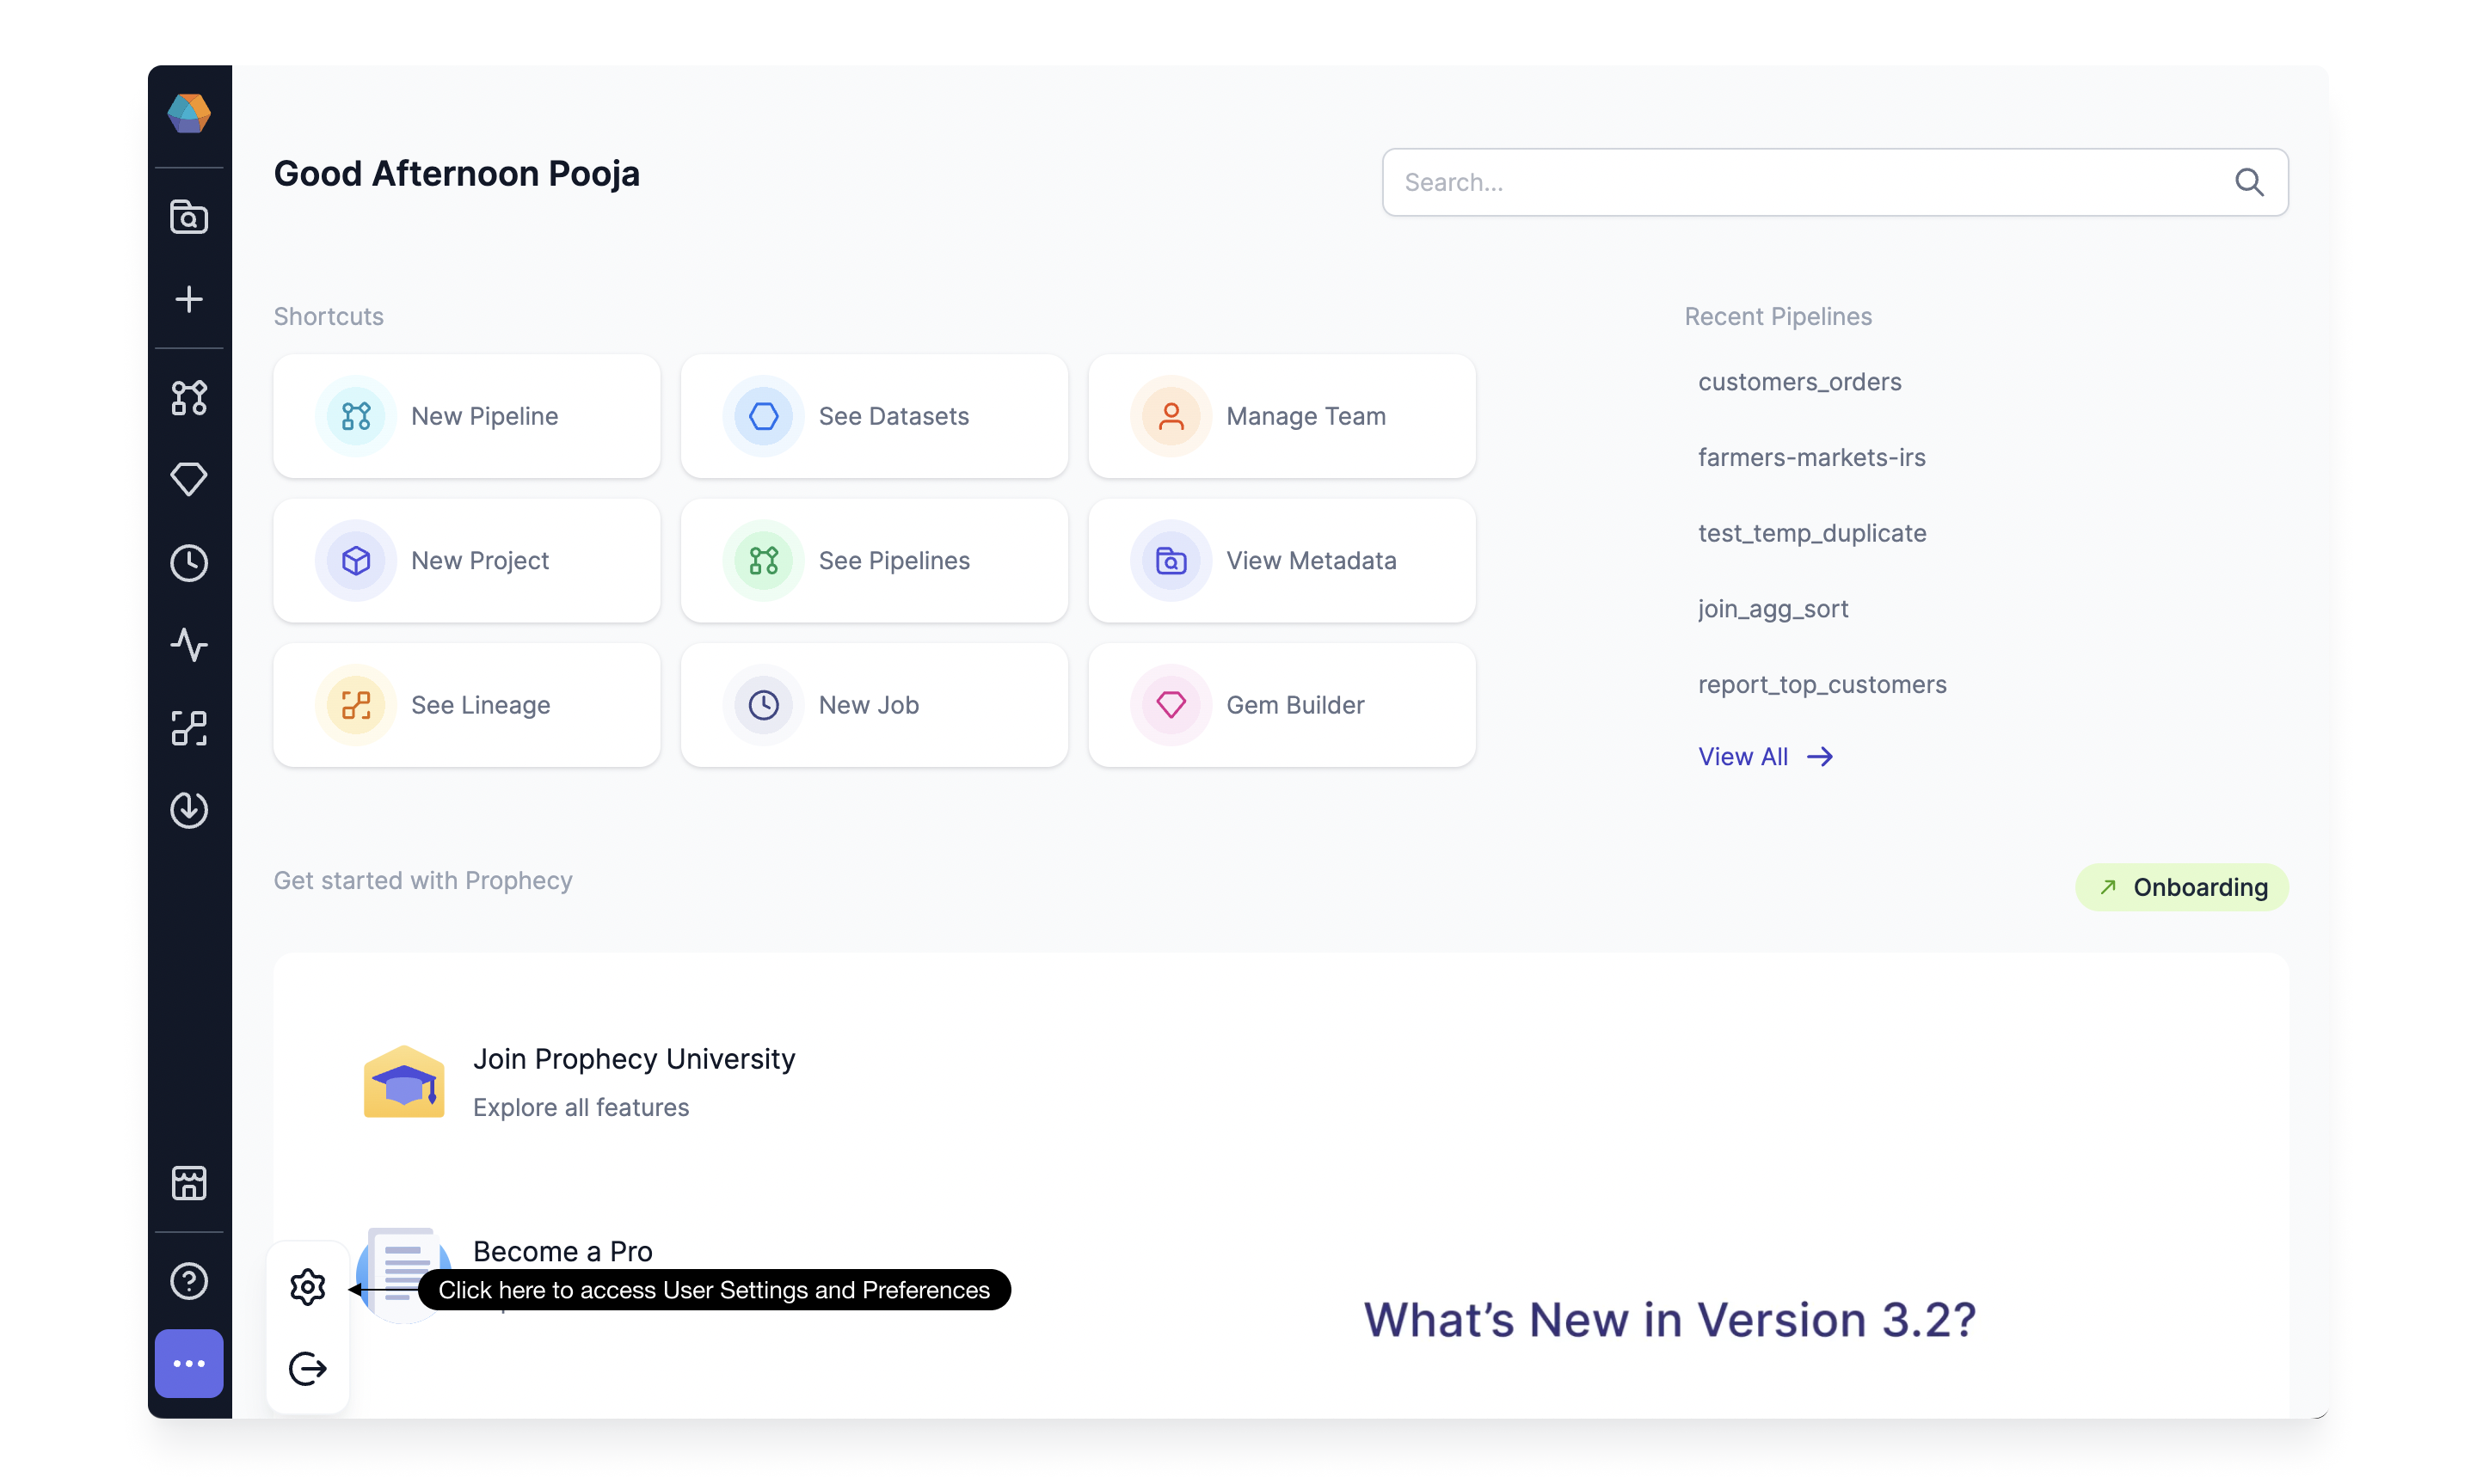 Good Afternoon Pooja
Search...
Shortcuts
New Pipeline
See Datasets
Manage Team
New Project
See Pipelines
View Metadata
See Lineage
New Job
Gem Builder
Recent Pipelines
customers_orders
farmers-markets-irs
test_temp_duplicate
join_agg_sort
report_top_customers
View All
Get started with Prophecy
Onboarding
Join Prophecy University
Explore all features
Become a Pro
Click here to access User Settings and Preferences
What's New in Version 3.2?